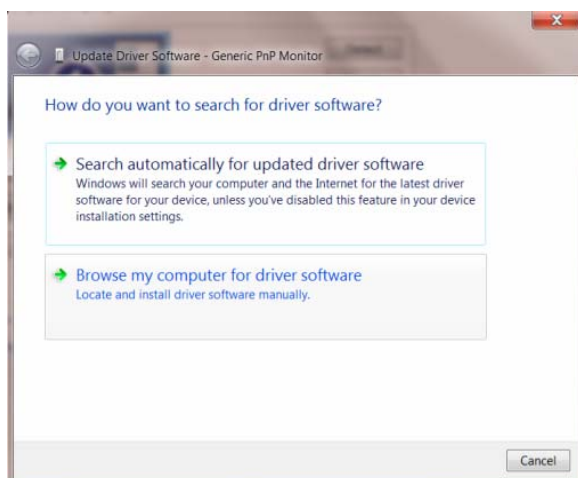 Update Driver Software - Generic PnP Monitor
How do you want to search for driver software?
Search automatically for updated driver software
Windows will search your computer and the Internet for the latest driver
software for your device, unless you've disabled this feature in your device
installation settings.
Browse my computer for driver software
Locate and install driver software manually.
Cancel